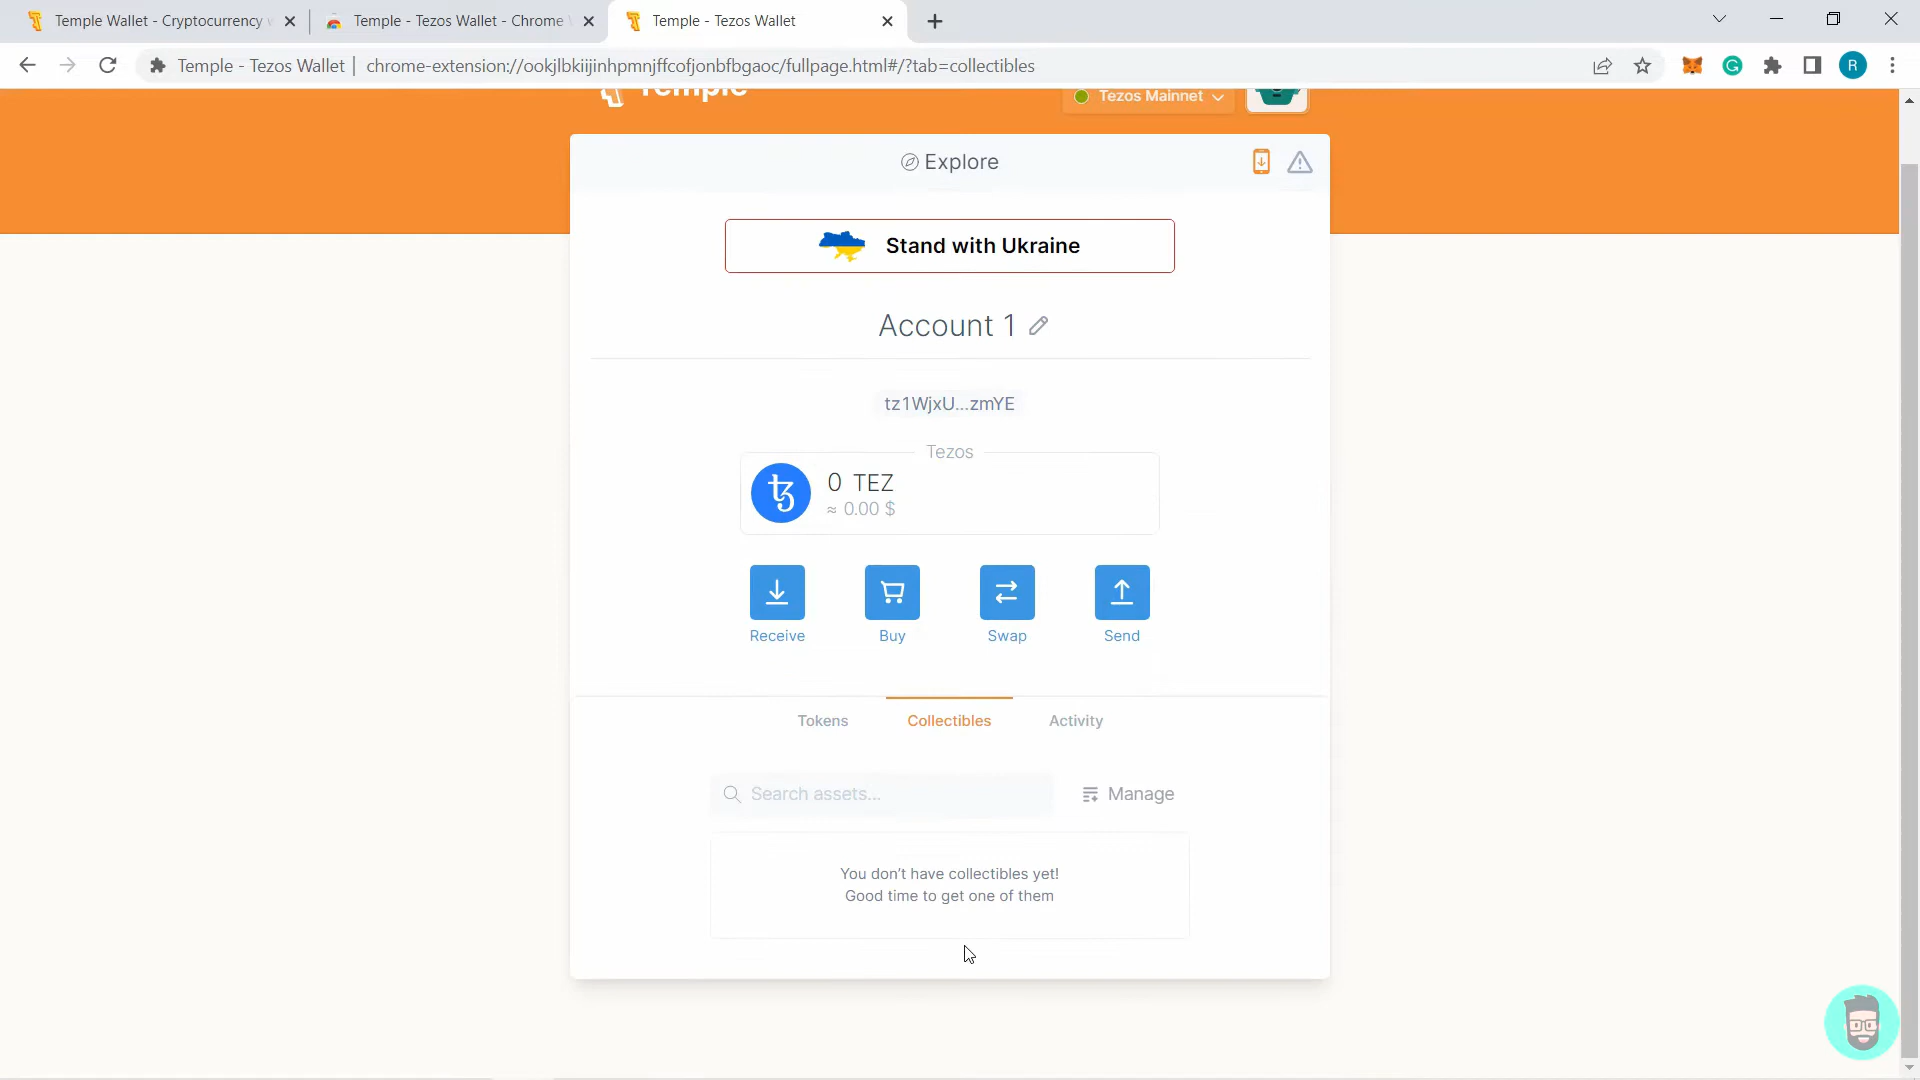 Temple Wallet - Cryptocurrency
Temple - Tezos Wallet - Chrome
Temple - Tezos Wallet
Temple - Tezos Wallet | chrome-extension://ookjlbkiijinhpmnjffcofjonbfbgaoc/fullpage.html#/?tab=collectibles
R
Temple
Tezos Mainnet
Explore
Stand with Ukraine
Account 1
tz1WjxU...zmYE
Tezos
0 TEZ
≈ 0.00 $
Receive
Buy
Swap
Send
Tokens
Collectibles
Activity
Search assets...
Manage
You don't have collectibles yet!
Good time to get one of them